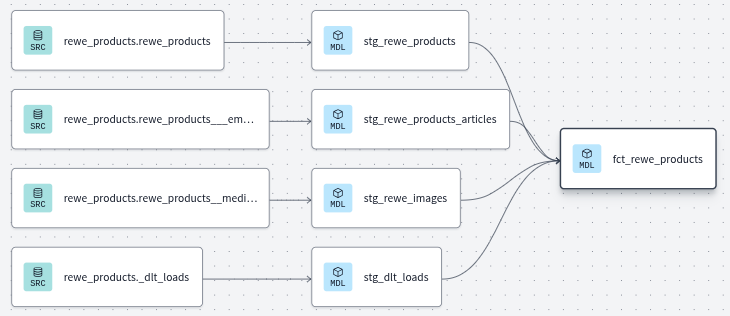 SRC rewe_products.rewe_products
MDL stg_rewe_products
SRC rewe_products.rewe_products___em...
MDL stg_rewe_products_articles
MDL fct_rewe_products
SRC rewe_products.rewe_products__medi...
MDL stg_rewe_images
SRC rewe_products._dlt_loads
MDL stg_dlt_loads